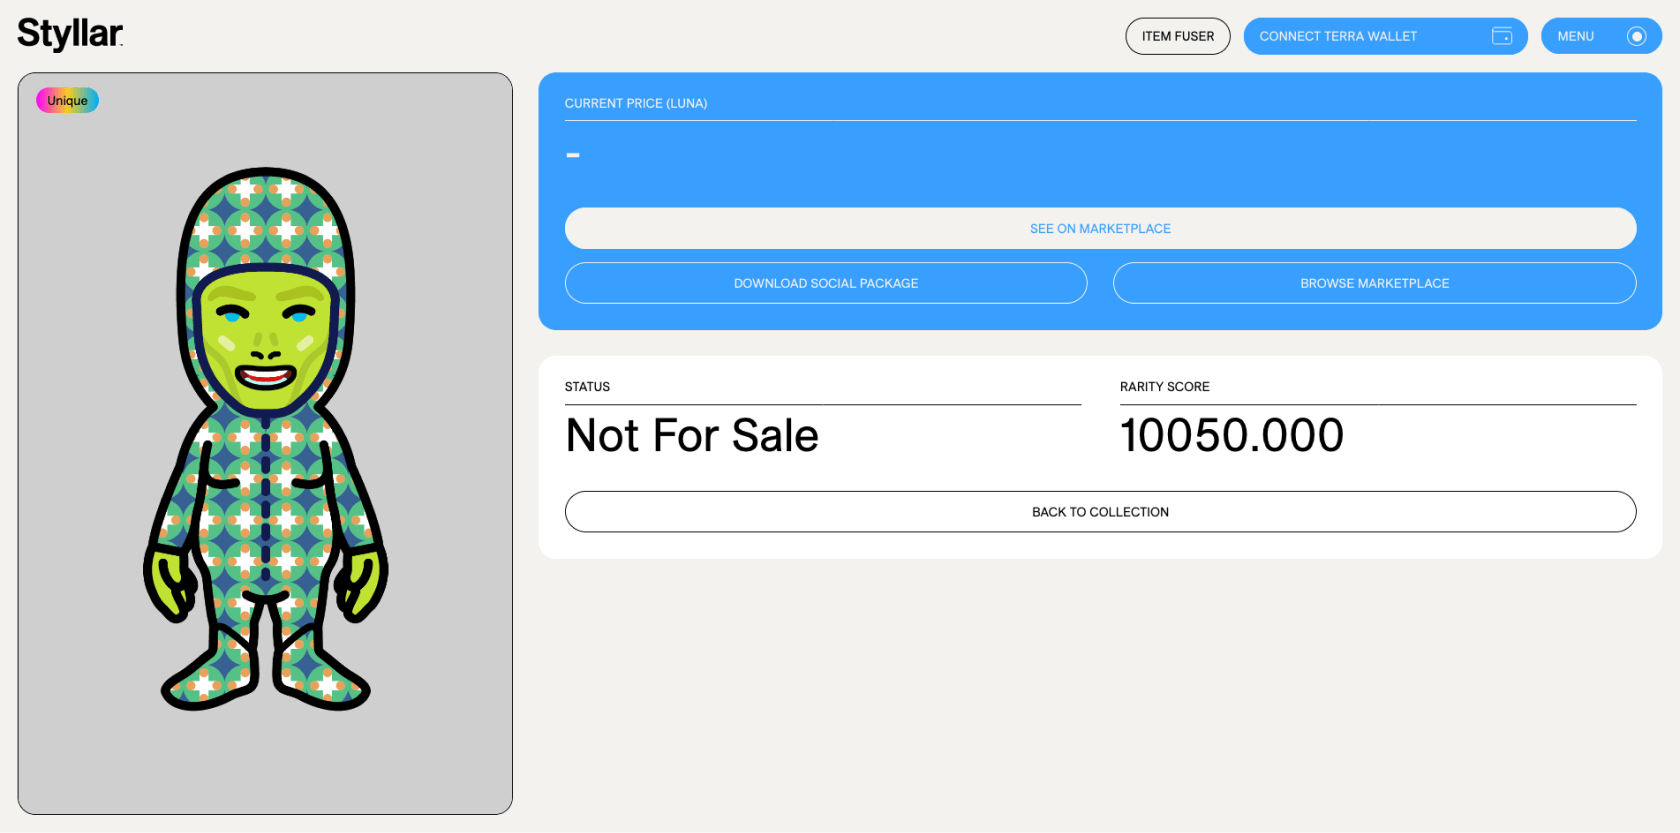 Styllar
ITEM FUSER
CONNECT TERRA WALLET
MENU
Unique
CURRENT PRICE (LUNA)
-
SEE ON MARKETPLACE
DOWNLOAD SOCIAL PACKAGE
BROWSE MARKETPLACE
STATUS
Not For Sale
RARITY SCORE
10050.000
BACK TO COLLECTION